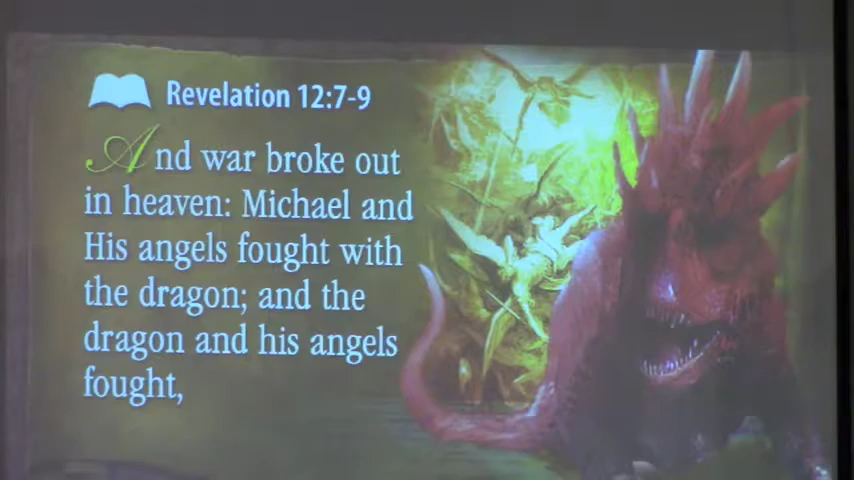 Revelation 12:7-9
And war broke out
in heaven: Michael and
His angels fought with
the dragon; and the
dragon and his angels
fought,